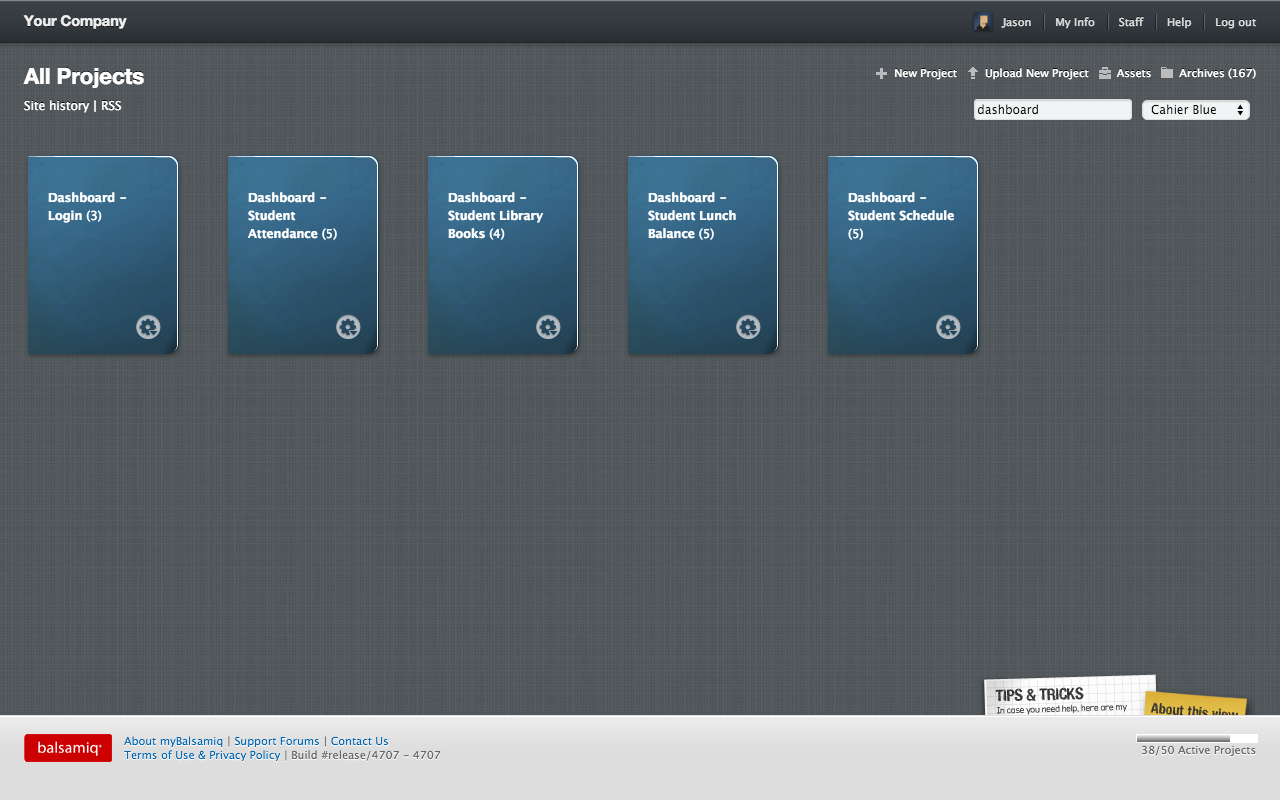 Your Company
Jason
My Info
Staff
Help
Log out
All Projects
New Project
Upload New Project
Assets
Archives (167)
Site history | RSS
dashboard
Cahier Blue
Dashboard –
Login (3)
Dashboard –
Student
Attendance (5)
Dashboard –
Student Library
Books (4)
Dashboard –
Student Lunch
Balance (5)
Dashboard –
Student Schedule
(5)
TIPS & TRICKS
In case you need help, here are my
About this view
balsamiq
About myBalsamiq | Support Forums | Contact Us
Terms of Use & Privacy Policy | Build #release/4707 – 4707
38/50 Active Projects